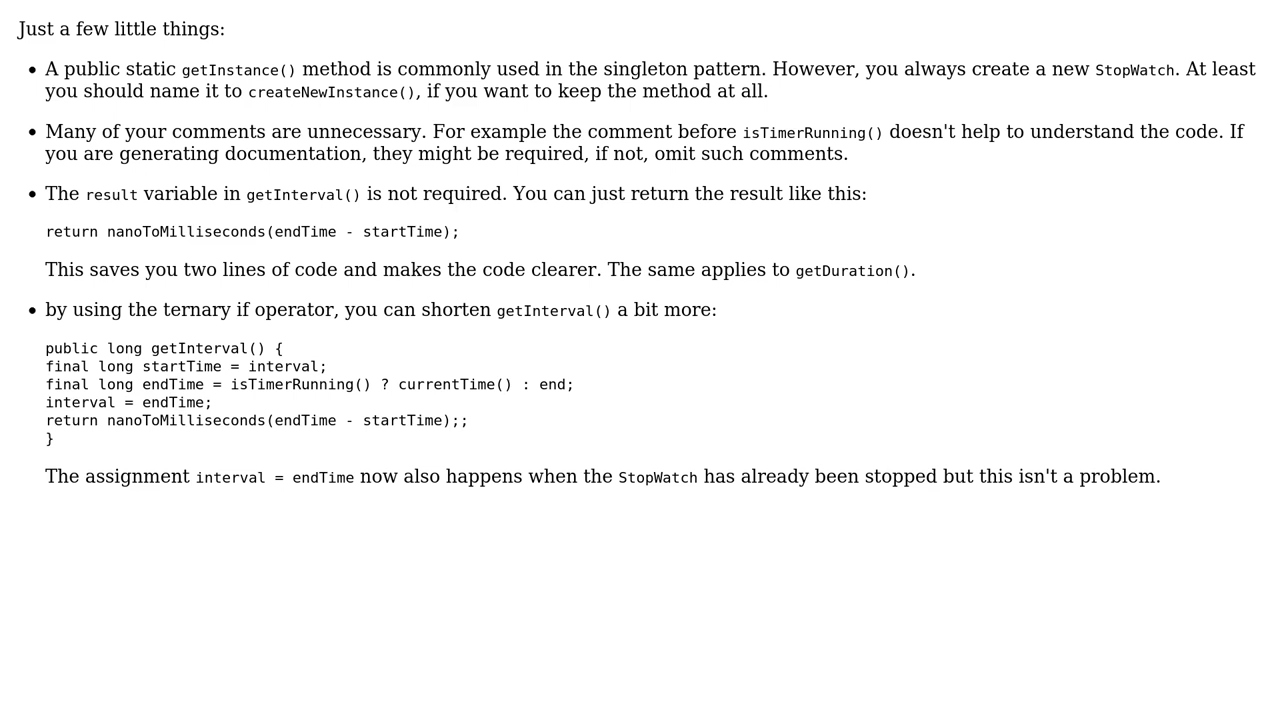 Just a few little things:
• A public static getInstance() method is commonly used in the singleton pattern. However, you always create a new StopWatch. At least
you should name it to createNewInstance(), if you want to keep the method at all.
• Many of your comments are unnecessary. For example the comment before isTimerRunning() doesn't help to understand the code. If
you are generating documentation, they might be required, if not, omit such comments.
• The result variable in getInterval() is not required. You can just return the result like this:
return nanoToMilliseconds(endTime - startTime);
This saves you two lines of code and makes the code clearer. The same applies to getDuration().
• by using the ternary if operator, you can shorten getInterval() a bit more:
public long getInterval() {
final long startTime = interval;
final long endTime = isTimerRunning() ? currentTime() : end;
interval = endTime;
return nanoToMilliseconds(endTime - startTime);;
}
The assignment interval = endTime now also happens when the StopWatch has already been stopped but this isn't a problem.